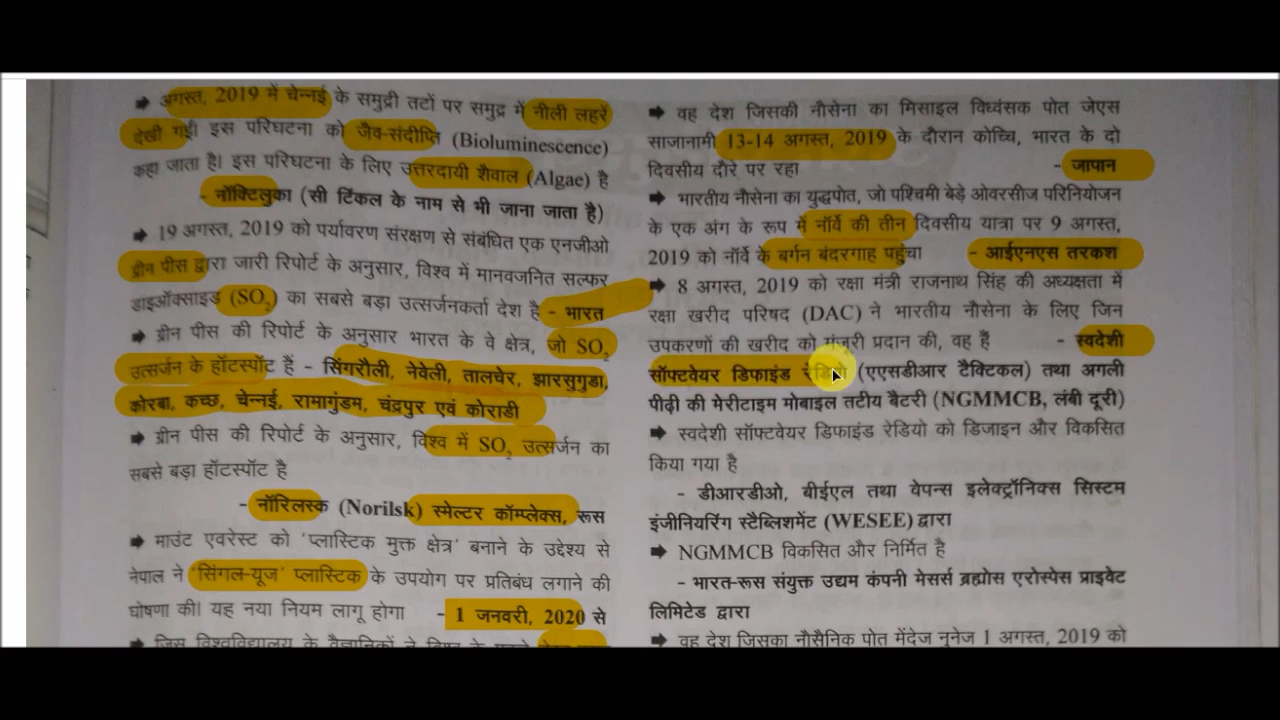 ➡ अगस्त, 2019 में चेन्नई के समुद्री तटों पर समुद्र में नीली लहरें
देखी गईं। इस परिघटना को जैव-संदीप्ति (Bioluminescence)
कहा जाता है। इस परिघटना के लिए उत्तरदायी शैवाल (Algae) है
- नॉक्टिलुका (सी टिंकल के नाम से भी जाना जाता है)
➡ 19 अगस्त, 2019 को पर्यावरण संरक्षण से संबंधित एक एनजीओ
ग्रीन पीस द्वारा जारी रिपोर्ट के अनुसार, विश्व में मानवजनित सल्फर
डाइऑक्साइड (SO₂) का सबसे बड़ा उत्सर्जनकर्ता देश है - भारत
➡ ग्रीन पीस की रिपोर्ट के अनुसार भारत के वे क्षेत्र, जो SO₂
उत्सर्जन के हॉटस्पॉट हैं - सिंगरौली, नेवेली, तालचेर, झारसुगुडा,
कोरबा, कच्छ, चेन्नई, रामागुंडम, चंद्रपुर एवं कोराडी
➡ ग्रीन पीस की रिपोर्ट के अनुसार, विश्व में SO₂ उत्सर्जन का
सबसे बड़ा हॉटस्पॉट है
- नॉरिलस्क (Norilsk) स्मेल्टर कॉम्प्लेक्स, रूस
➡ माउंट एवरेस्ट को 'प्लास्टिक मुक्त क्षेत्र' बनाने के उद्देश्य से
नेपाल ने 'सिंगल-यूज' प्लास्टिक के उपयोग पर प्रतिबंध लगाने की
घोषणा की। यह नया नियम लागू होगा - 1 जनवरी, 2020 से
➡ जिस विश्वविद्यालय के वैज्ञानिकों ने विश्व के
➡ वह देश जिसकी नौसेना का मिसाइल विध्वंसक पोत जेएस
साजानामी 13-14 अगस्त, 2019 के दौरान कोच्चि, भारत के दो
दिवसीय दौरे पर रहा - जापान
➡ भारतीय नौसेना का युद्धपोत, जो पश्चिमी बेड़े ओवरसीज परिनियोजन
के एक अंग के रूप में नॉर्वे की तीन दिवसीय यात्रा पर 9 अगस्त,
2019 को नॉर्वे के बर्गन बंदरगाह पहुंचा - आईएनएस तरकश
➡ 8 अगस्त, 2019 को रक्षा मंत्री राजनाथ सिंह की अध्यक्षता में
रक्षा खरीद परिषद (DAC) ने भारतीय नौसेना के लिए जिन
उपकरणों की खरीद को मंजूरी प्रदान की, वह हैं - स्वदेशी
सॉफ्टवेयर डिफाइंड रेडियो (एएसडीआर टैक्टिकल) तथा अगली
पीढ़ी की मेरीटाइम मोबाइल तटीय बैटरी (NGMMCB, लंबी दूरी)
➡ स्वदेशी सॉफ्टवेयर डिफाइंड रेडियो को डिजाइन और विकसित
किया गया है
- डीआरडीओ, बीईएल तथा वेपन्स इलेक्ट्रॉनिक्स सिस्टम
इंजीनियरिंग स्टैब्लिशमेंट (WESEE) द्वारा
➡ NGMMCB विकसित और निर्मित है
- भारत-रूस संयुक्त उद्यम कंपनी मेसर्स ब्रह्मोस एरोस्पेस प्राइवेट
लिमिटेड द्वारा
➡ वह देश जिसका नौसैनिक पोत मेंदेज नुनेज 1 अगस्त, 2019 को